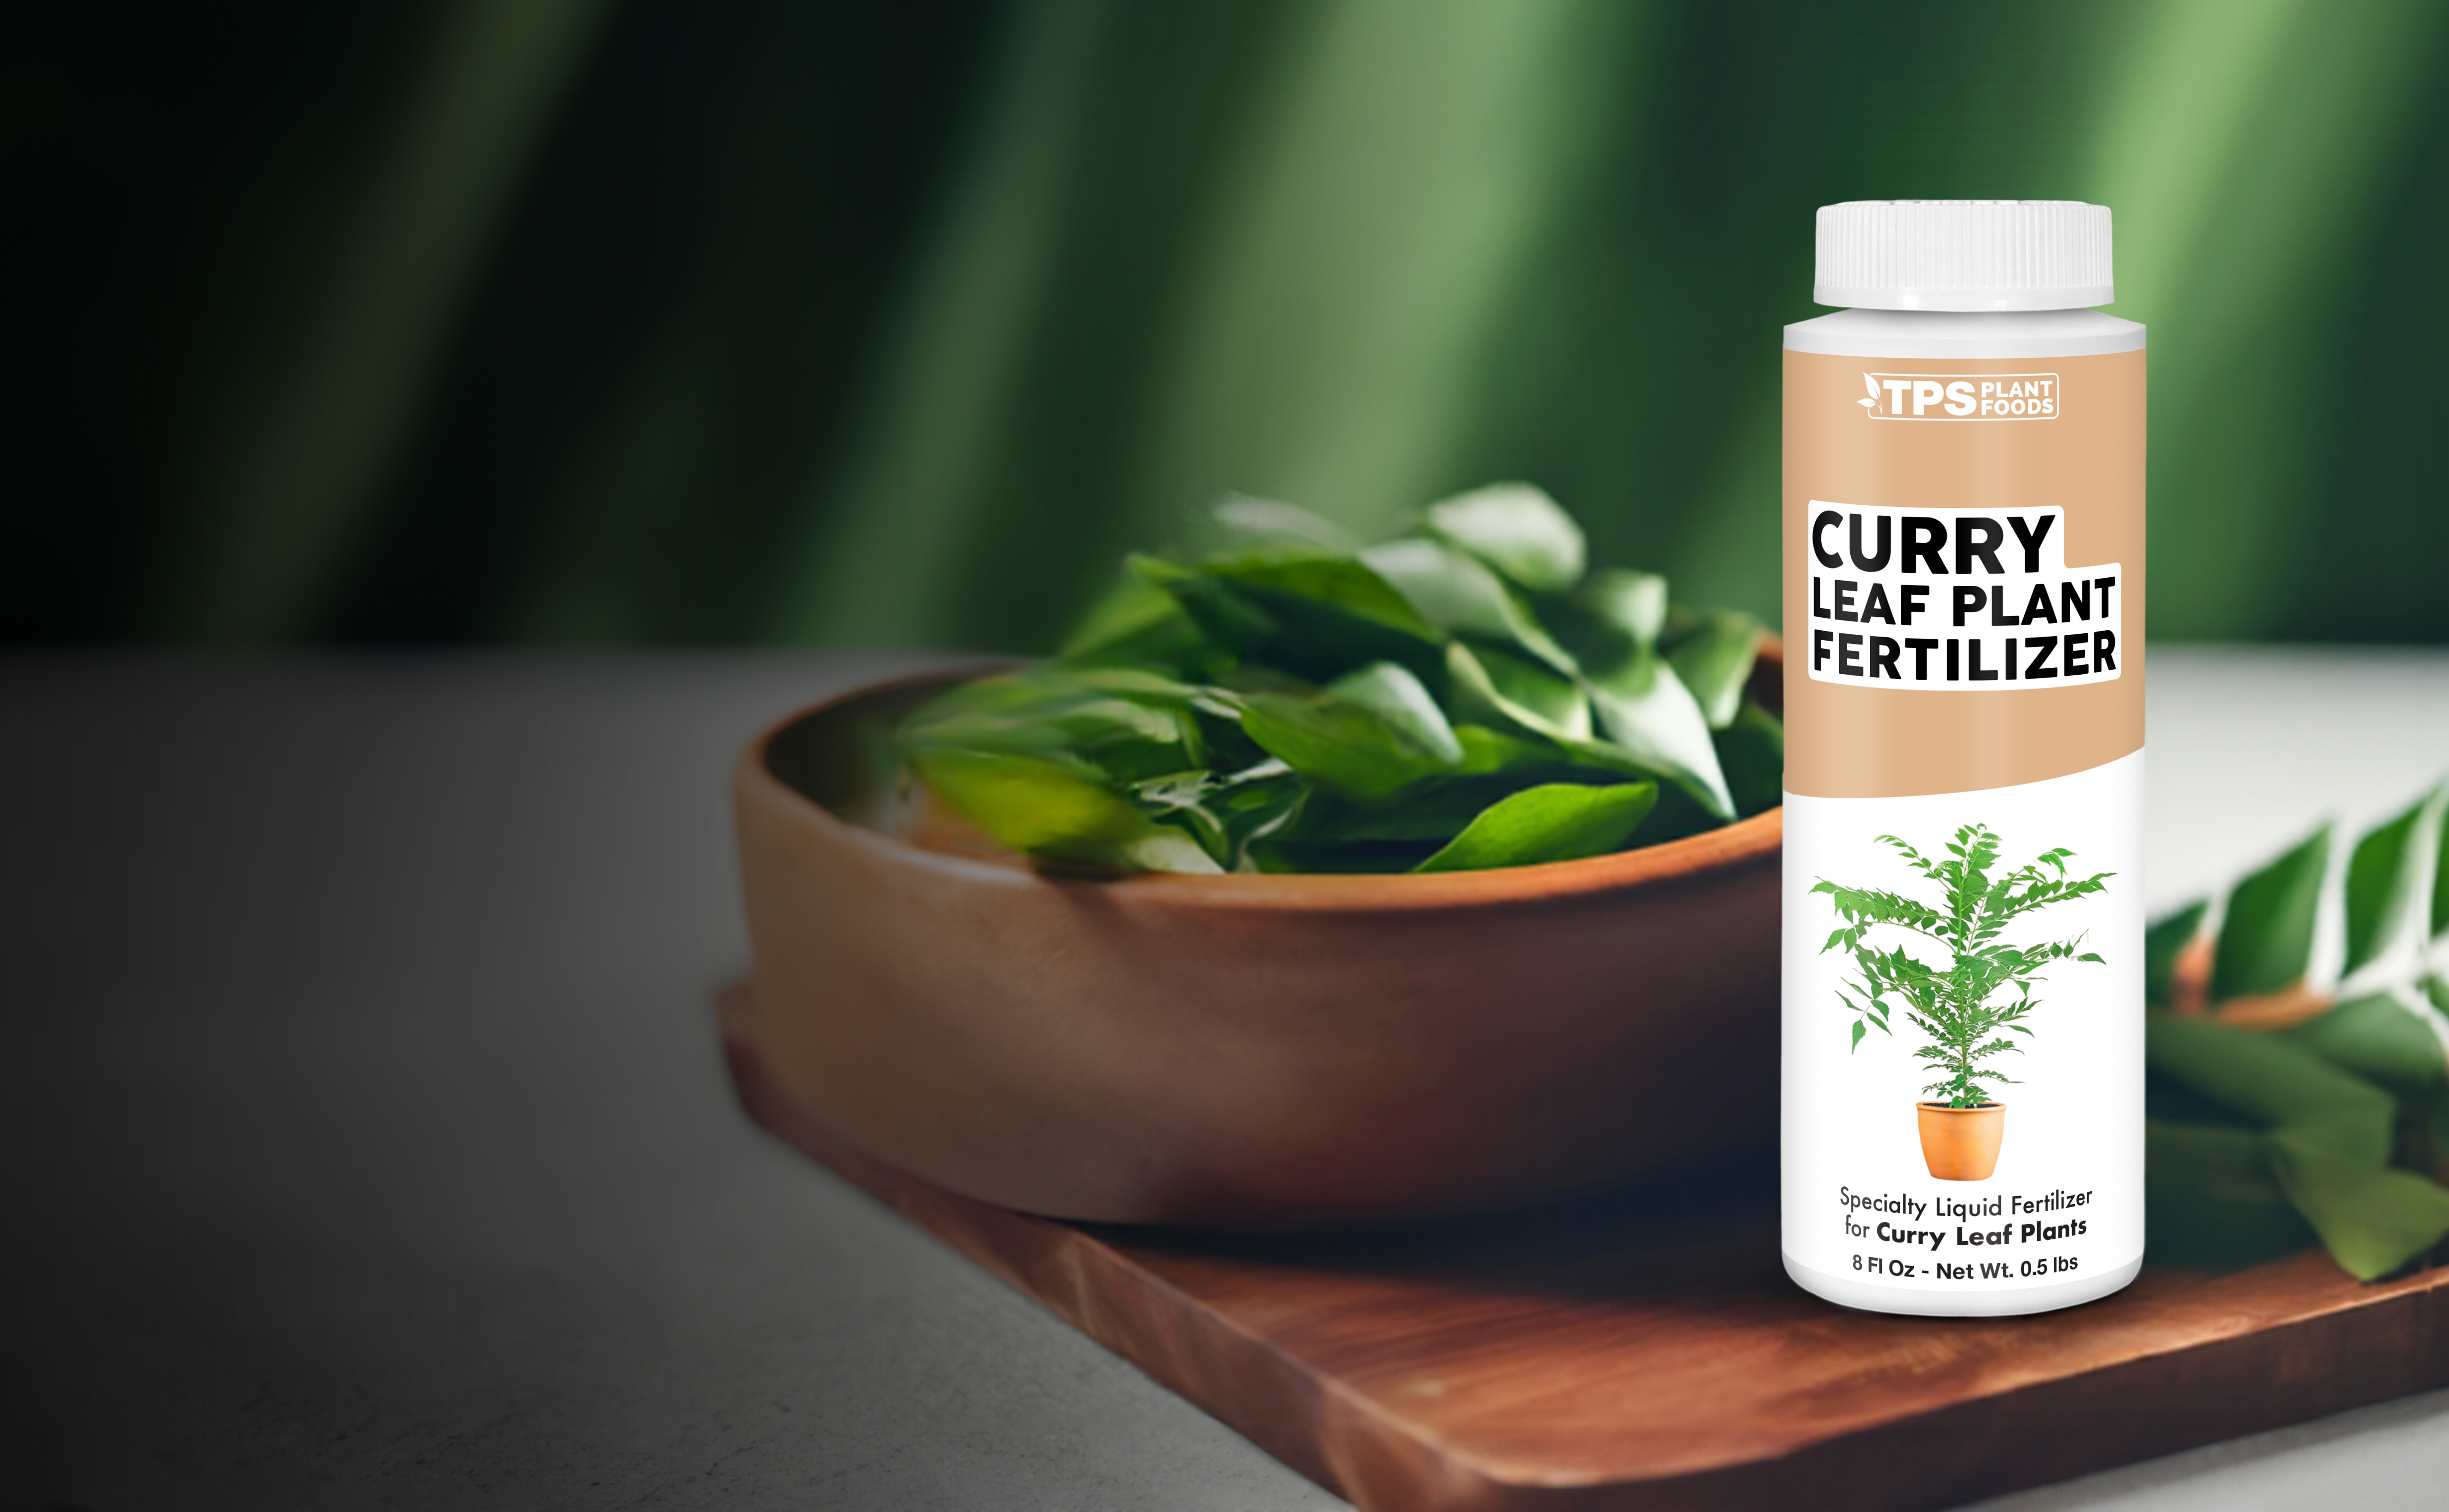 TPS PLANT FOODS
CURRY
LEAF PLANT
FERTILIZER
Specialty Liquid Fertilizer
for Curry Leaf Plants
8 Fl Oz - Net Wt. 0.5 lbs